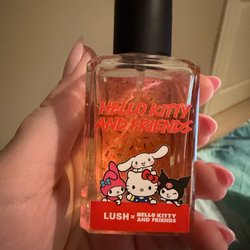 HELLO KITTY
AND FRIENDS
LUSH × HELLO KITTY
AND FRIENDS